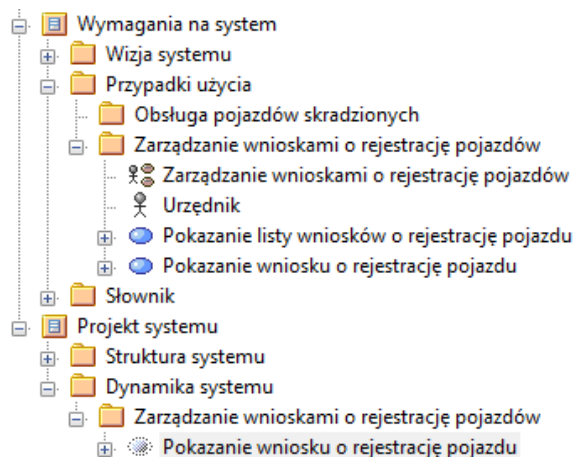 Wymagania na system
Wizja systemu
Przypadki użycia
Obsługa pojazdów skradzionych
Zarządzanie wnioskami o rejestrację pojazdów
Zarządzanie wnioskami o rejestrację pojazdów
Urzędnik
Pokazanie listy wniosków o rejestrację pojazdu
Pokazanie wniosku o rejestrację pojazdu
Słownik
Projekt systemu
Struktura systemu
Dynamika systemu
Zarządzanie wnioskami o rejestrację pojazdów
Pokazanie wniosku o rejestrację pojazdu